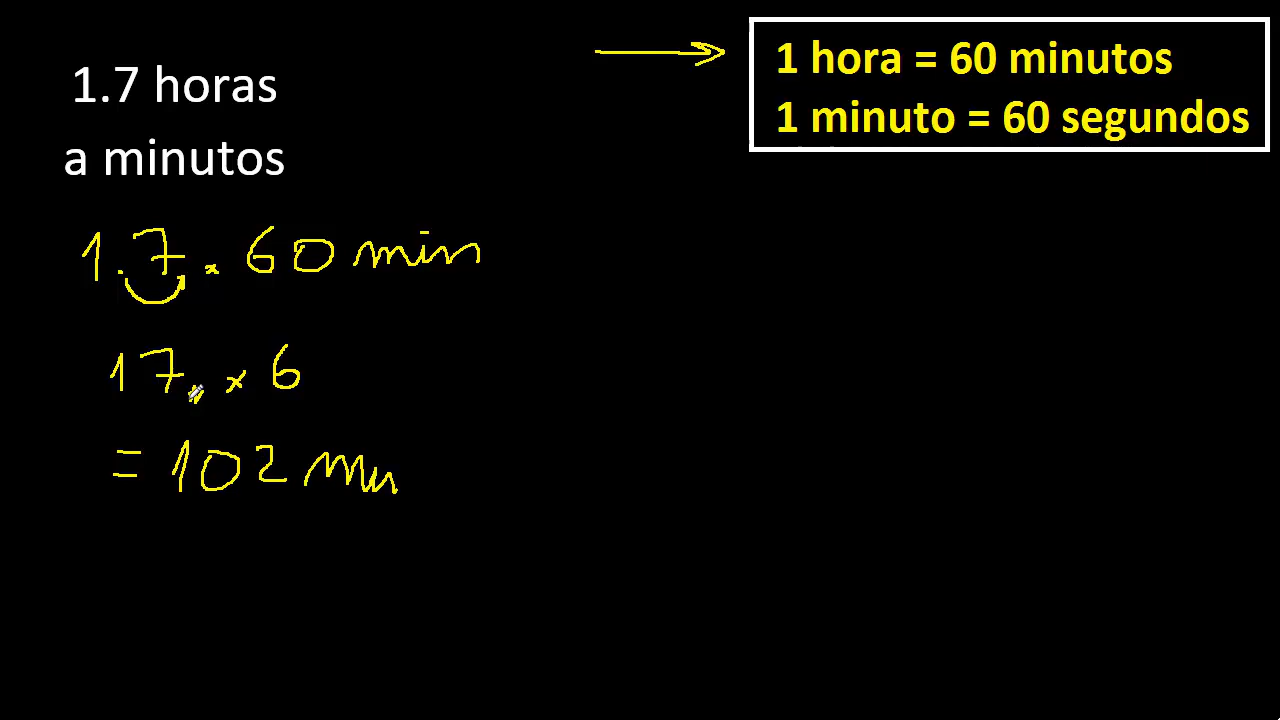 1.7 horas
a minutos
1 hora = 60 minutos
1 minuto = 60 segundos
1.7 × 60 min
17 × 6
= 102 min